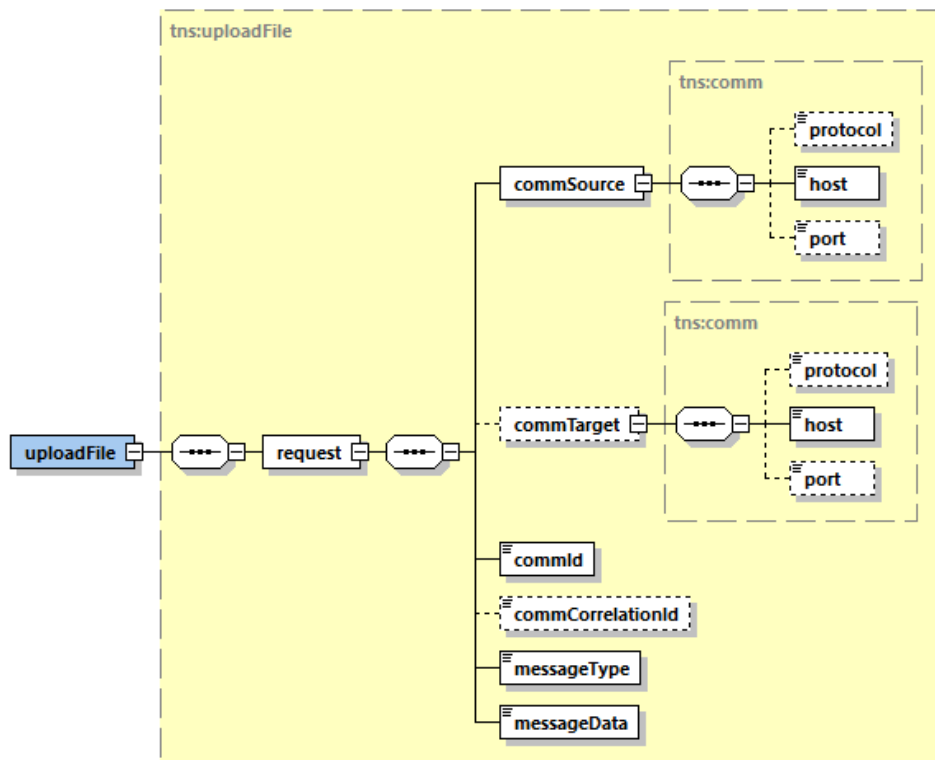 tns:uploadFile
tns:comm
protocol
commSource
host
port
tns:comm
protocol
commTarget
host
uploadFile
request
port
commId
commCorrelationId
messageType
messageData